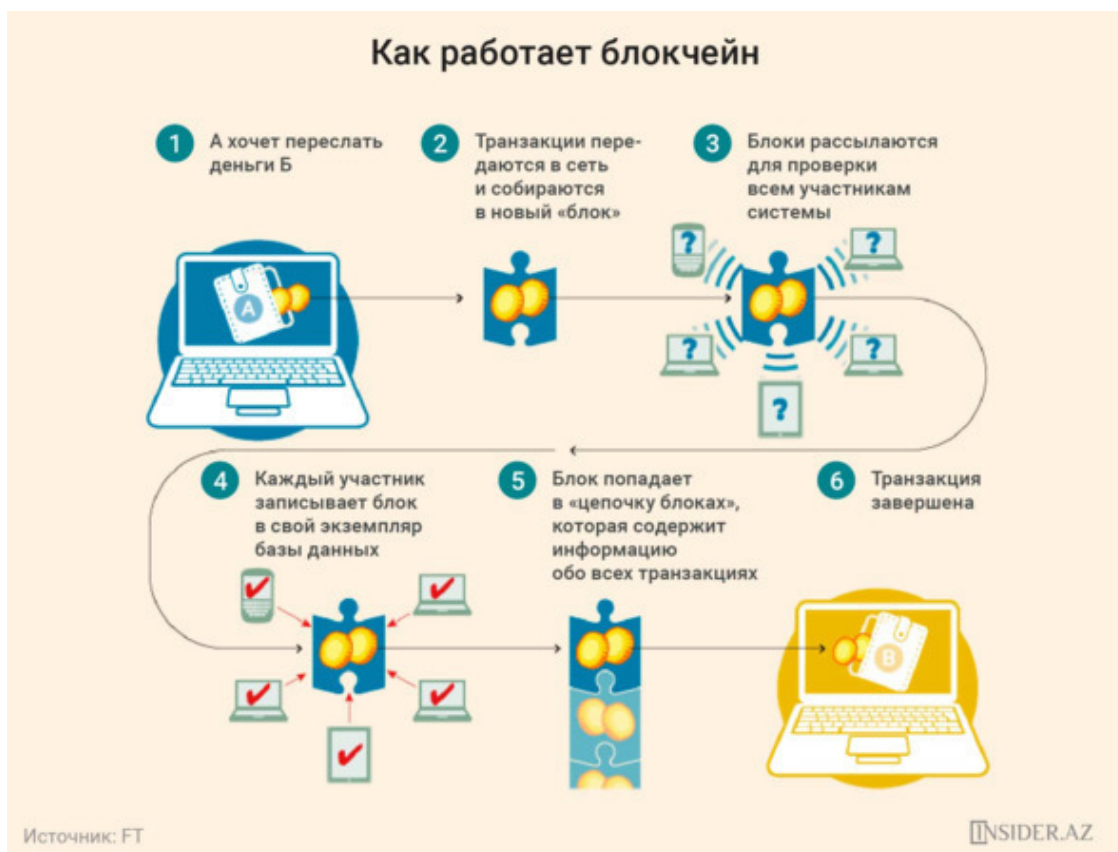 Как работает блокчейн
1
А хочет переслать
деньги Б
2
Транзакции пере-
даются в сеть
и собираются
в новый «блок»
3
Блоки рассылаются
для проверки
всем участникам
системы
?
?
A
?
?
?
4
Каждый участник
записывает блок
в свой экземпляр
базы данных
5
Блок попадает
в «цепочку блоках»,
которая содержит
информацию
обо всех транзакциях
6
Транзакция
завершена
B
Источник: FT
INSIDER.AZ